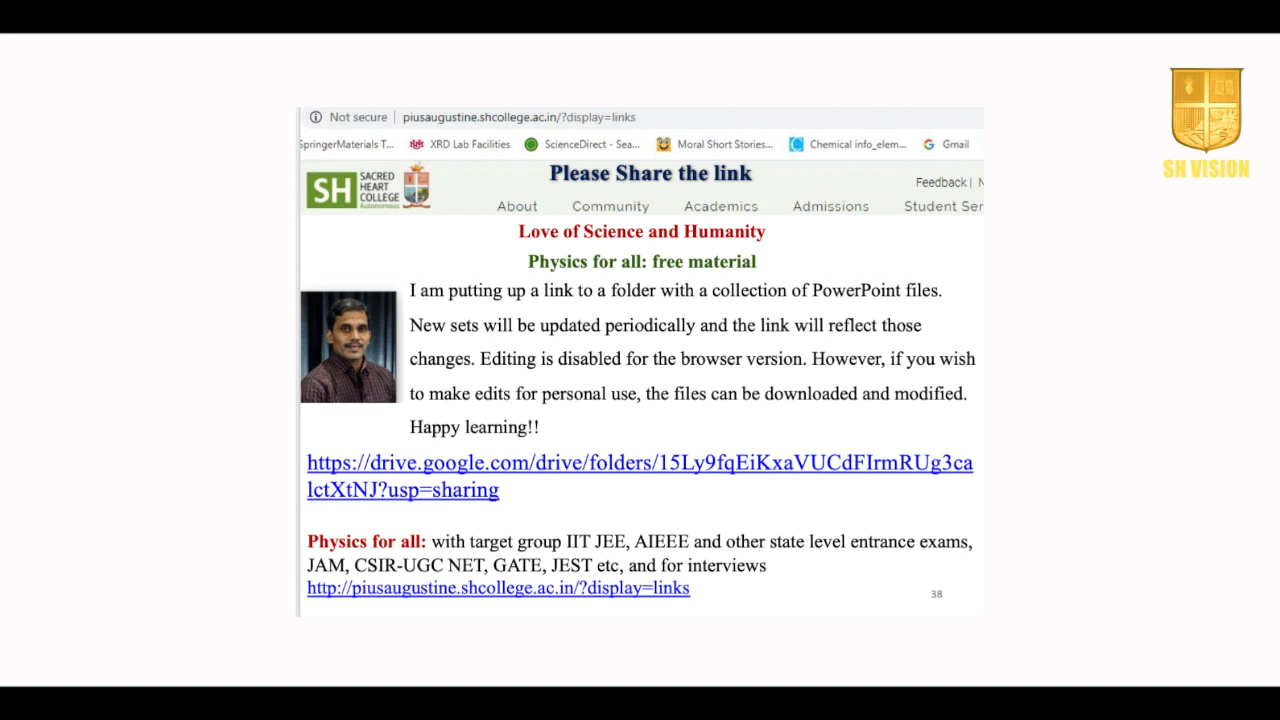 Not secure | piusaugustine.shcollege.ac.in/?display=links
SpringerMaterials T... XRD Lab Facilities ScienceDirect - Sea... Moral Short Stories... Chemical info_elem... Gmail
Please Share the link
SH SACRED HEART COLLEGE Autonomous
Feedback | N
About Community Academics Admissions Student Ser
SH VISION
Love of Science and Humanity
Physics for all: free material
I am putting up a link to a folder with a collection of PowerPoint files.
New sets will be updated periodically and the link will reflect those
changes. Editing is disabled for the browser version. However, if you wish
to make edits for personal use, the files can be downloaded and modified.
Happy learning!!
https://drive.google.com/drive/folders/15Ly9fqEiKxaVUCdFIrmRUg3ca
lctXtNJ?usp=sharing
Physics for all: with target group IIT JEE, AIEEE and other state level entrance exams,
JAM, CSIR-UGC NET, GATE, JEST etc, and for interviews
http://piusaugustine.shcollege.ac.in/?display=links
38